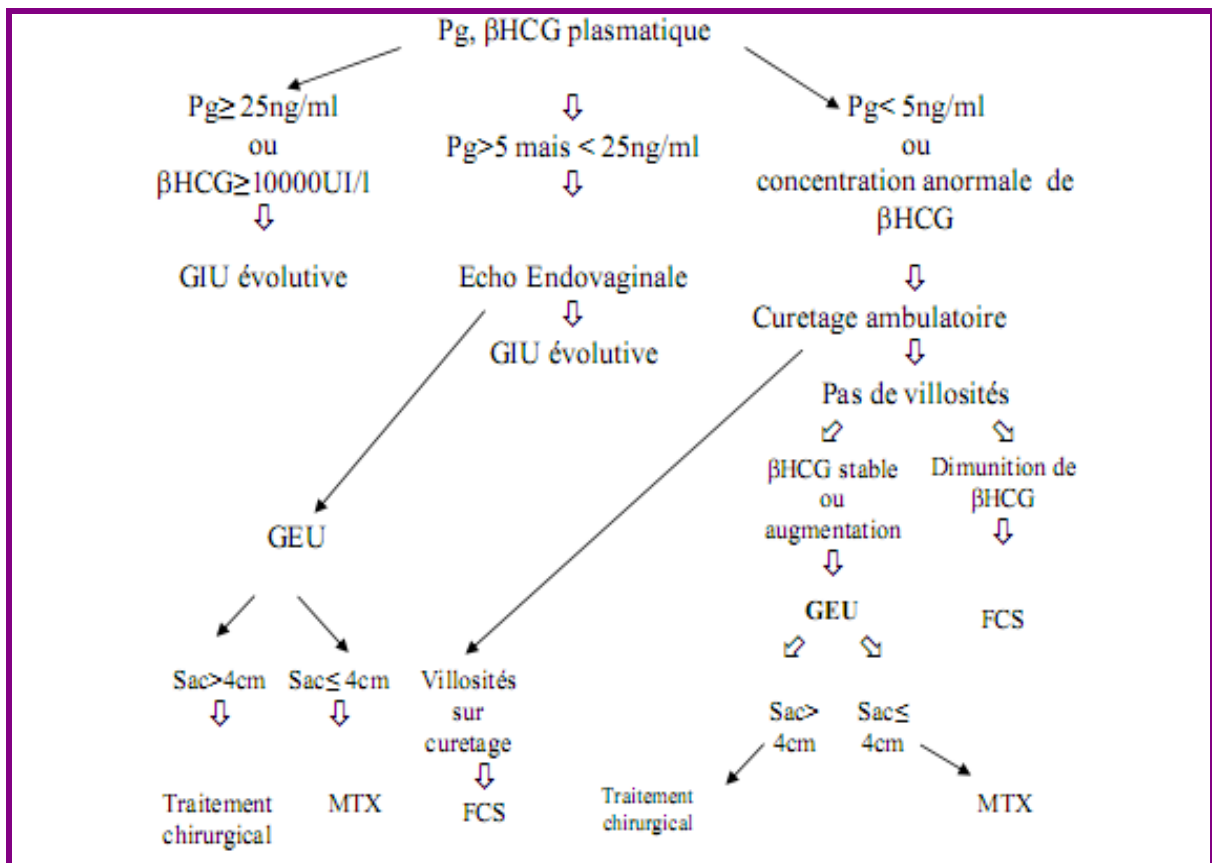 Pg, βHCG plasmatique
Pg≥ 25ng/ml
ou
βHCG≥10000UI/l
GIU évolutive
Pg>5 mais < 25ng/ml
Echo Endovaginale
GIU évolutive
Pg< 5ng/ml
ou
concentration anormale de
βHCG
Curetage ambulatoire
Pas de villosités
βHCG stable
ou
augmentation
Dimunition de
βHCG
GEU
GEU
FCS
Sac>4cm
Sac≤ 4cm
Villosités
sur
curetage
Sac>
4cm
Sac≤
4cm
Traitement
chirurgical
MTX
FCS
Traitement
chirurgical
MTX